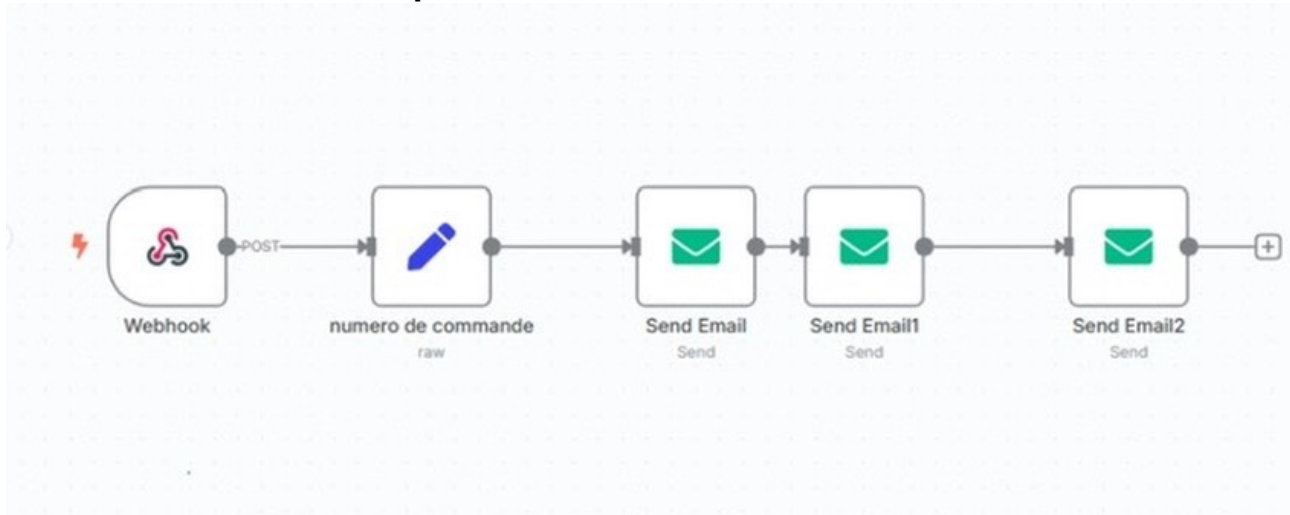 POST
Webhook
numero de commande
raw
Send Email
Send
Send Email1
Send
Send Email2
Send